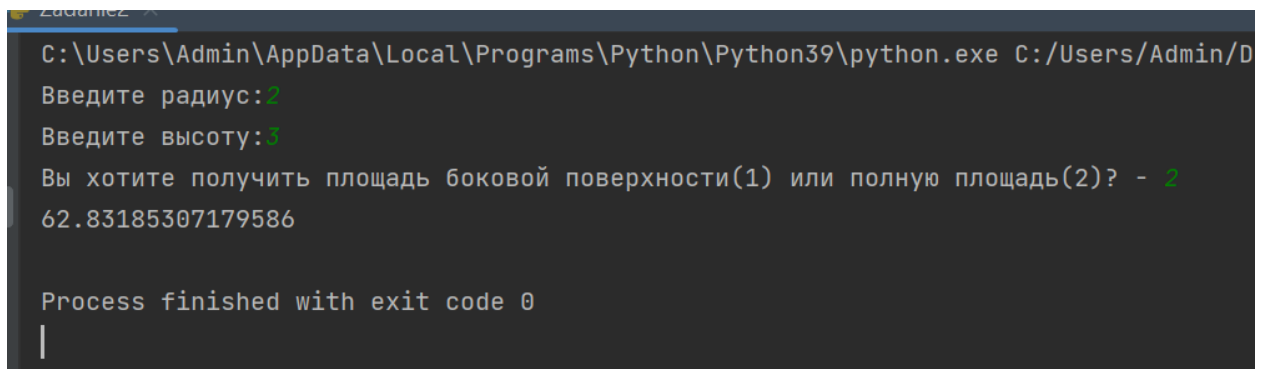 Zadanie2
C:\Users\Admin\AppData\Local\Programs\Python\Python39\python.exe C:/Users/Admin/D
Введите радиус:2
Введите высоту:3
Вы хотите получить площадь боковой поверхности(1) или полную площадь(2)? - 2
62.83185307179586
Process finished with exit code 0